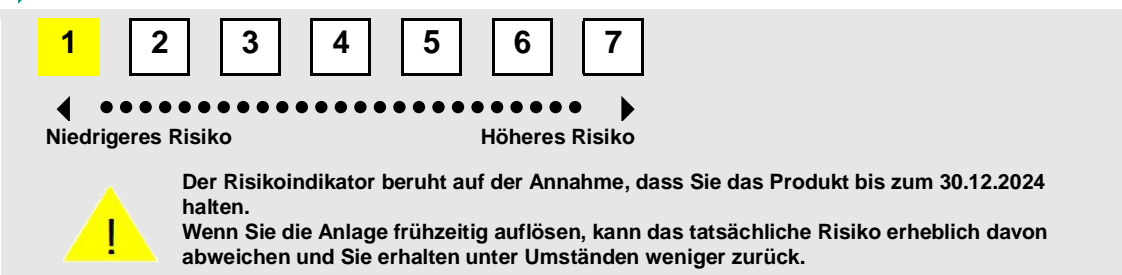 1 2 3 4 5 6 7
Niedrigeres Risiko Höheres Risiko
Der Risikoindikator beruht auf der Annahme, dass Sie das Produkt bis zum 30.12.2024
halten.
Wenn Sie die Anlage frühzeitig auflösen, kann das tatsächliche Risiko erheblich davon
abweichen und Sie erhalten unter Umständen weniger zurück.
!